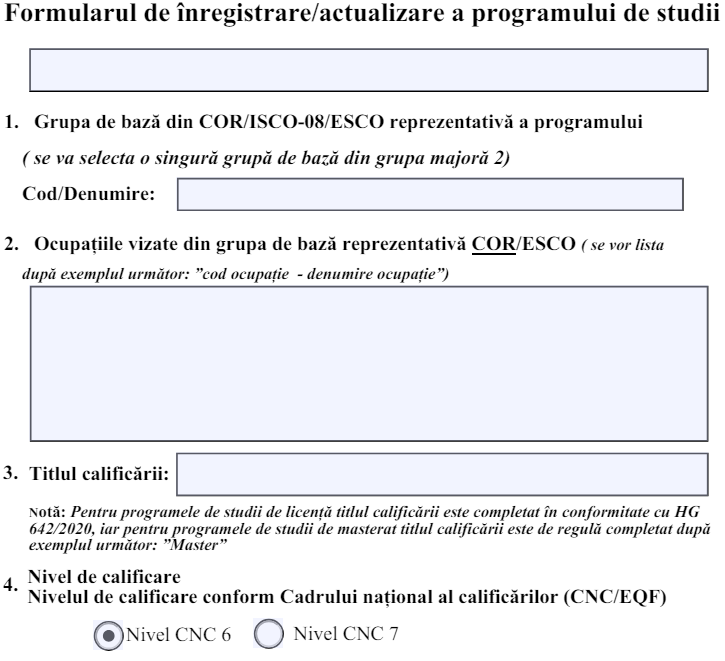 Formularul de înregistrare/actualizare a programului de studii
1. Grupa de bază din COR/ISCO-08/ESCO reprezentativă a programului
( se va selecta o singură grupă de bază din grupa majoră 2)
Cod/Denumire:
2. Ocupațiile vizate din grupa de bază reprezentativă COR/ESCO ( se vor lista
după exemplul următor: ”cod ocupație - denumire ocupație”)
3. Titlul calificării:
Notă: Pentru programele de studii de licență titlul calificării este completat în conformitate cu HG
642/2020, iar pentru programele de studii de masterat titlul calificării este de regulă completat după
exemplul următor: ”Master”
4. Nivel de calificare
Nivelul de calificare conform Cadrului național al calificărilor (CNC/EQF)
Nivel CNC 6 Nivel CNC 7